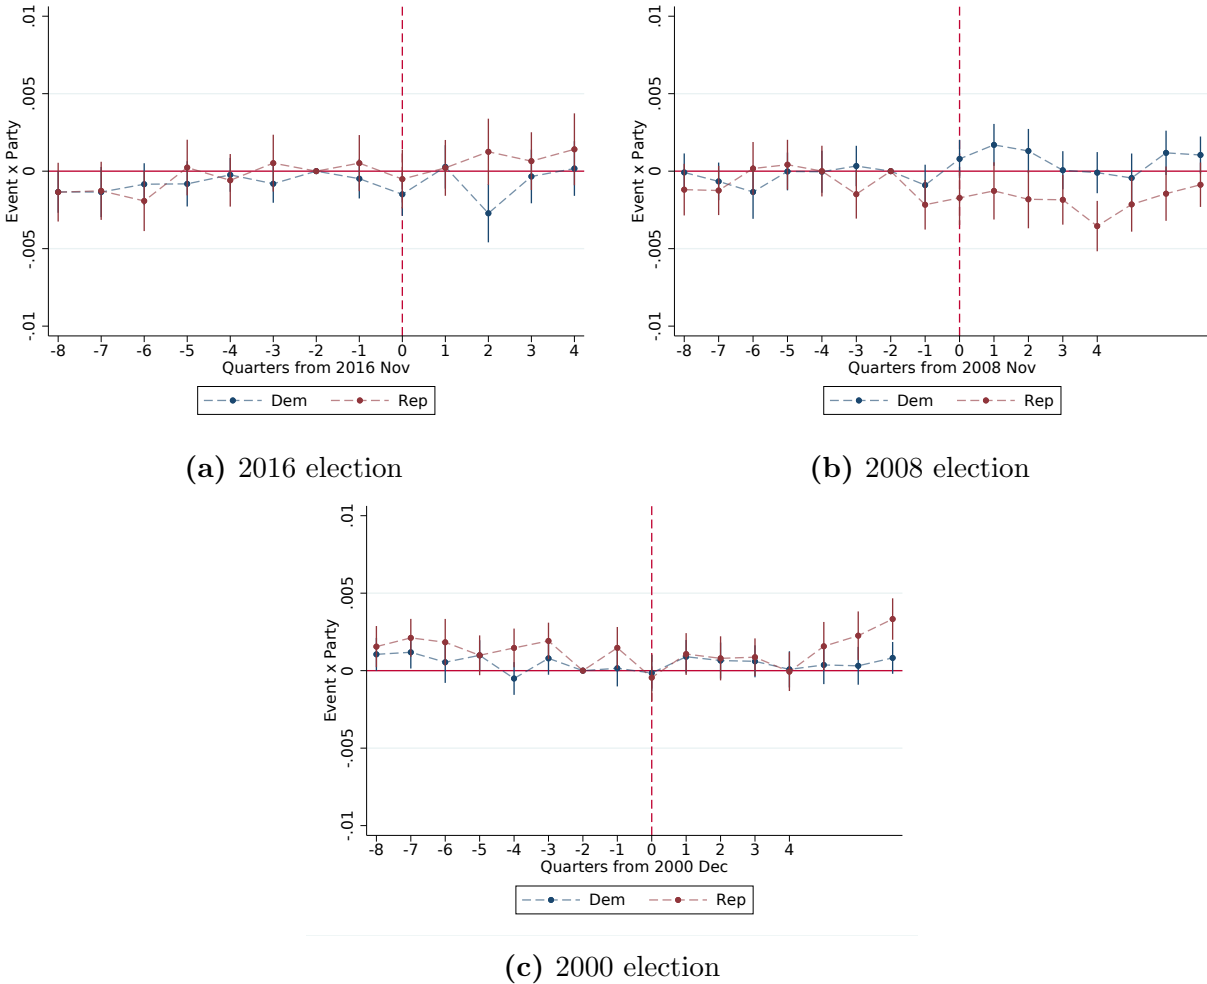 .01
.005
0
-.005
-.01
Event x Party
-8 -7 -6 -5 -4 -3 -2 -1 0 1 2 3 4
Quarters from 2016 Nov
Dem Rep
(a) 2016 election
.01
.005
0
-.005
-.01
Event x Party
-8 -7 -6 -5 -4 -3 -2 -1 0 1 2 3 4
Quarters from 2008 Nov
Dem Rep
(b) 2008 election
.01
.005
0
-.005
-.01
Event x Party
-8 -7 -6 -5 -4 -3 -2 -1 0 1 2 3 4
Quarters from 2000 Dec
Dem Rep
(c) 2000 election